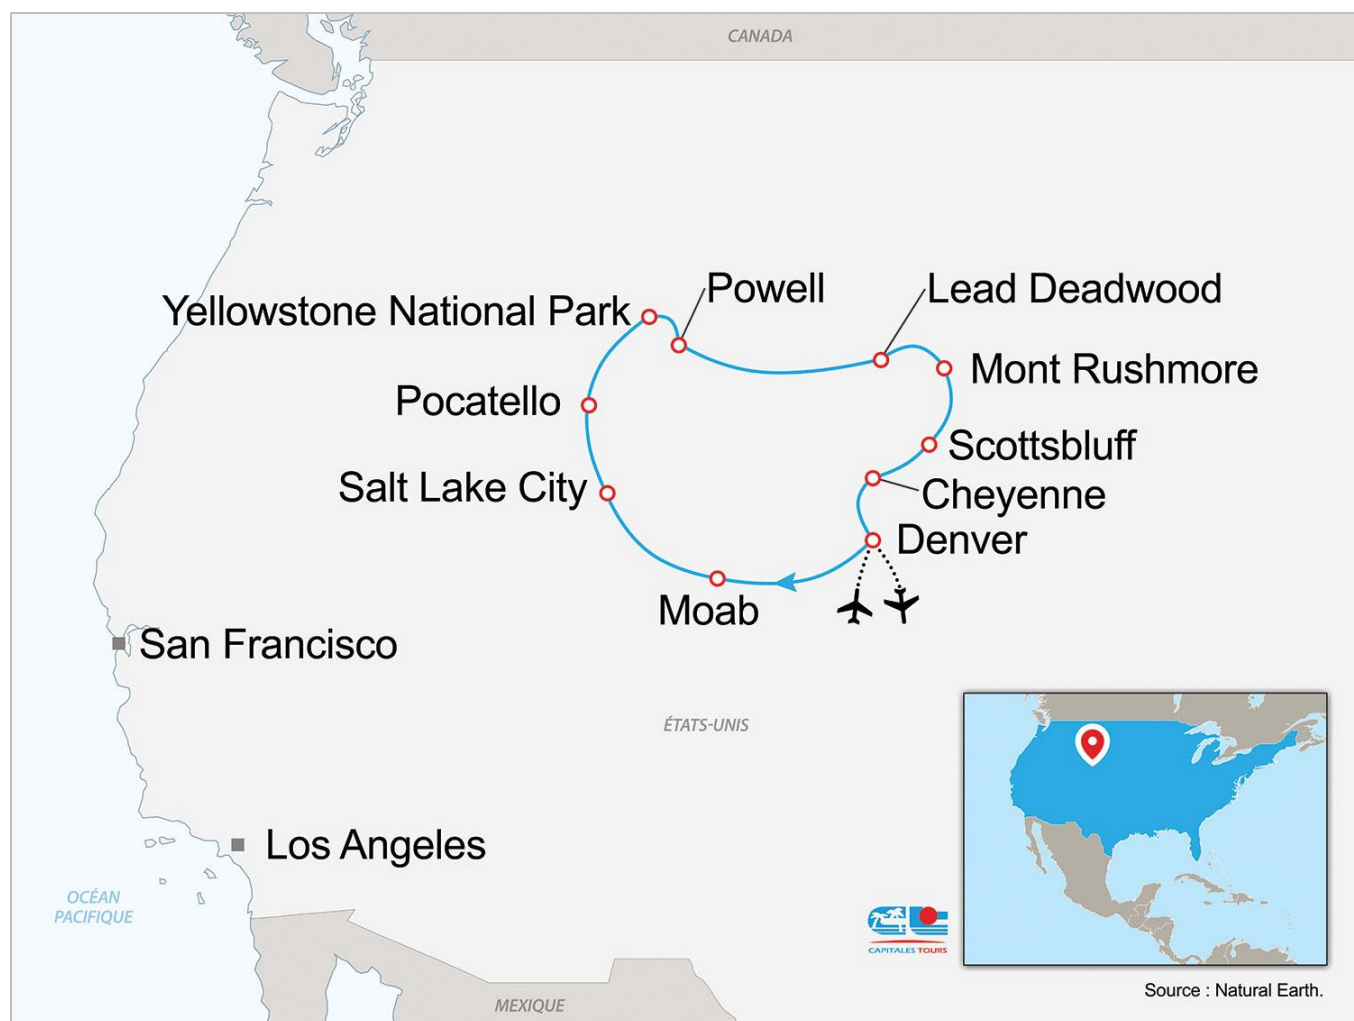 CANADA
Powell
Lead Deadwood
Yellowstone National Park
Mont Rushmore
Pocatello
Scottsbluff
Salt Lake City
Cheyenne
Denver
Moab
San Francisco
ÉTATS-UNIS
Los Angeles
OCÉAN
PACIFIQUE
CAPITALES TOURS
Source : Natural Earth.
MEXIQUE